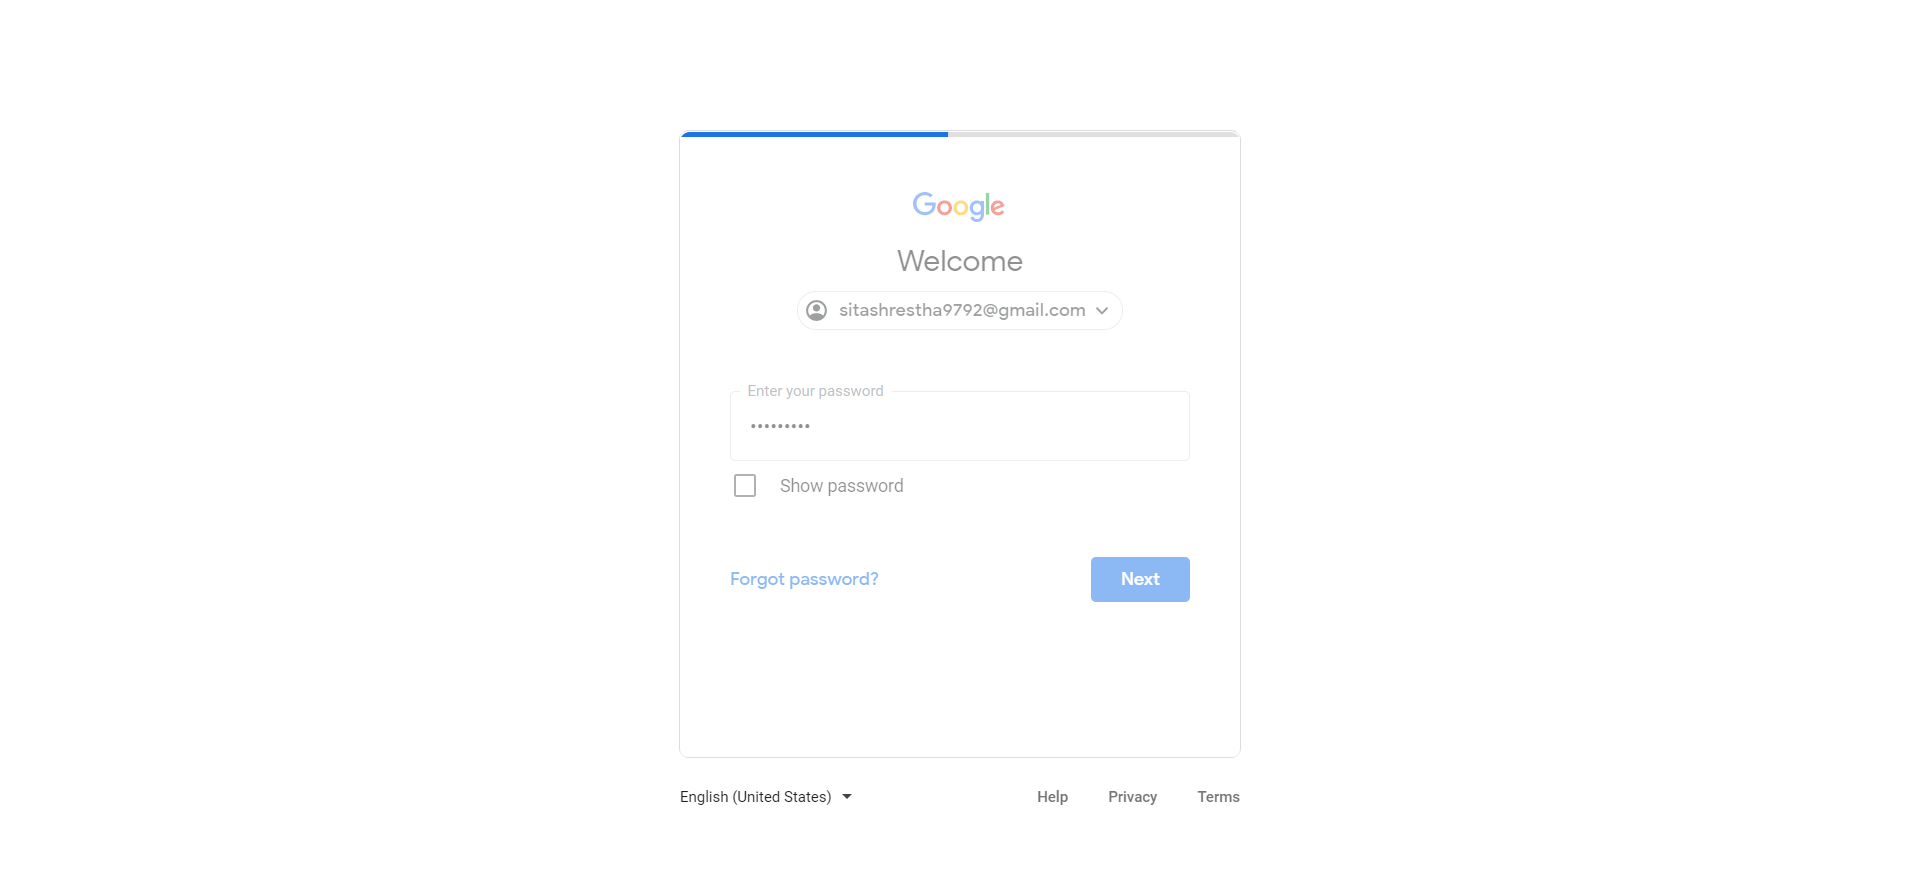 Google
Welcome
sitashrestha9792@gmail.com
Enter your password
•••••••••
Show password
Forgot password?
Next
English (United States)
Help
Privacy
Terms